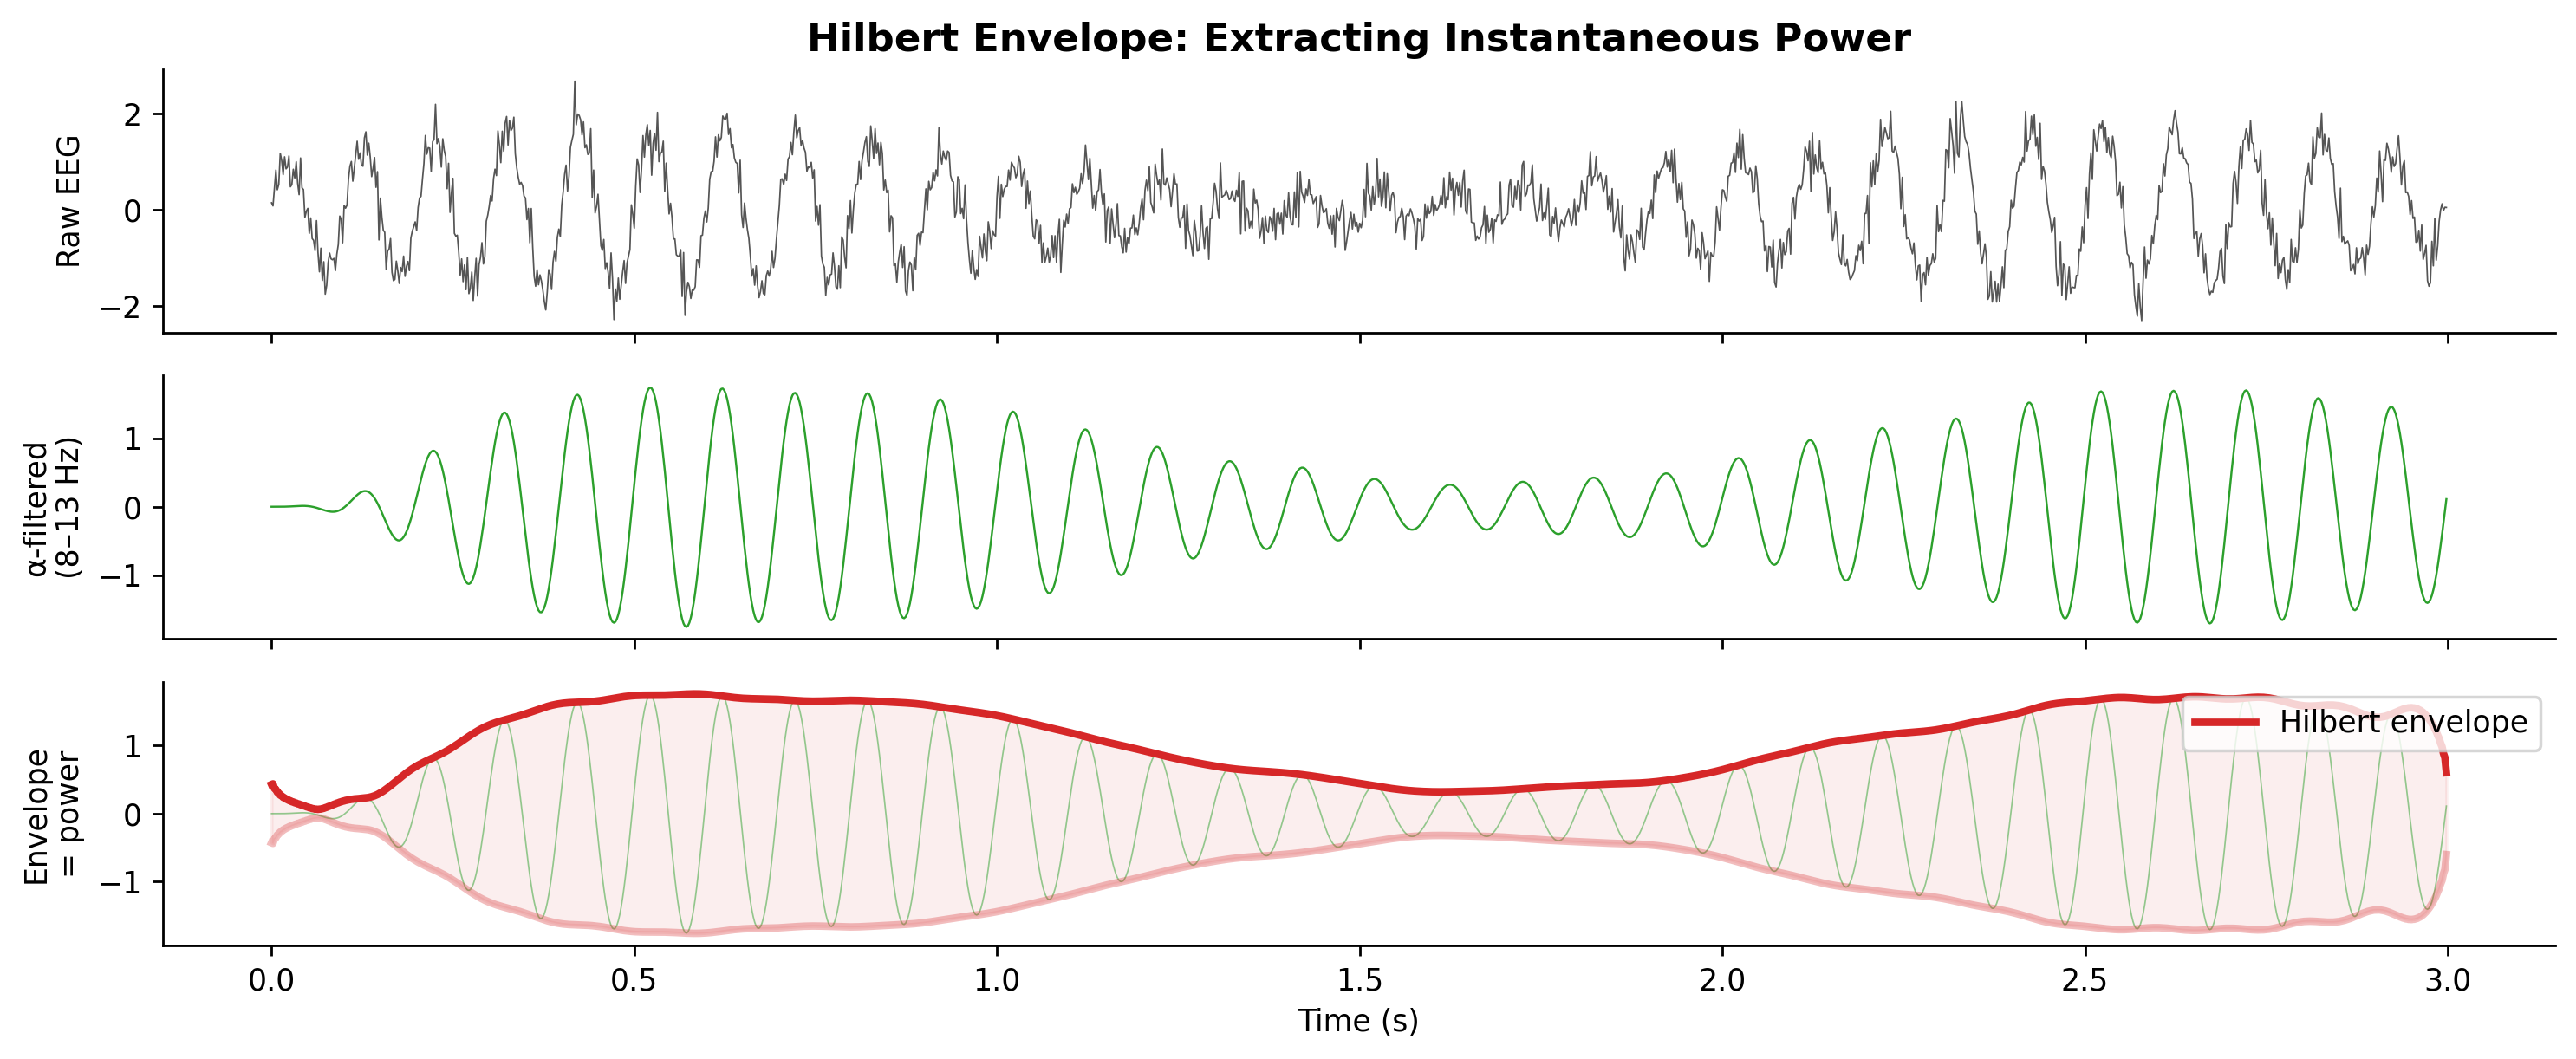 Hilbert Envelope: Extracting Instantaneous Power
Raw EEG
2
0
−2
α-filtered
(8–13 Hz)
1
0
−1
Envelope
= power
1
0
−1
Hilbert envelope
0.0 0.5 1.0 1.5 2.0 2.5 3.0
Time (s)